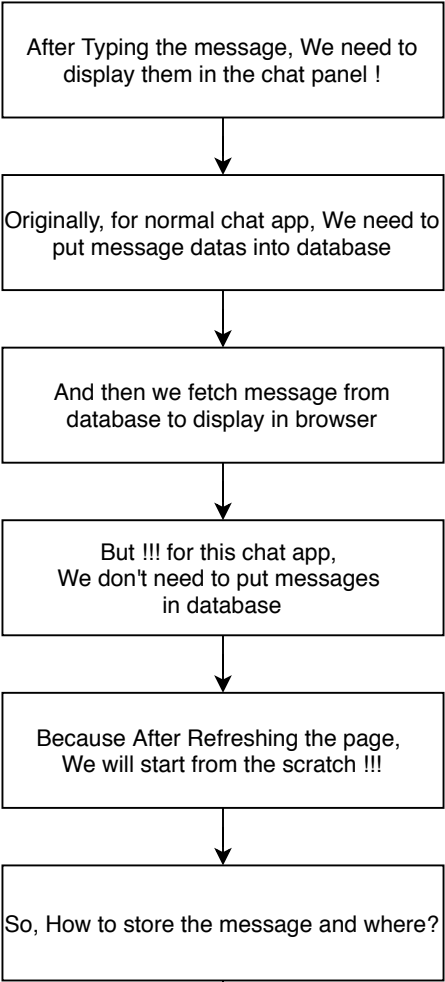 After Typing the message, We need to
display them in the chat panel !
Originally, for normal chat app, We need to
put message datas into database
And then we fetch message from
database to display in browser
But !!! for this chat app,
We don't need to put messages
in database
Because After Refreshing the page,
We will start from the scratch !!!
So, How to store the message and where?